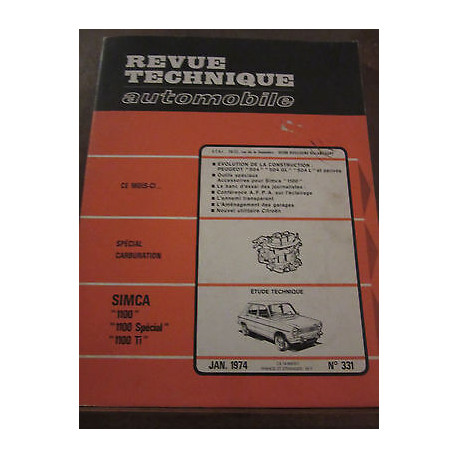 REVUE
TECHNIQUE
automobile
CE MOIS-CI...
■ EVOLUTION DE LA CONSTRUCTION :
PEUGEOT "504" "504 GL" "504 L" et dérivés
■ Outils spéciaux
Accessoires pour Simca "1100"
■ Le banc d'essai des journalistes :
■ Conférence A.F.P.A. sur l'éclairage
■ L'ennemi transparent
■ L'Aménagement des garages
■ Nouvel utilitaire Citroën
SPÉCIAL
CARBURATION
SIMCA
"1100"
"1100 Spécial"
"1100 Ti"
ÉTUDE TECHNIQUE
JAN. 1974
N° 331